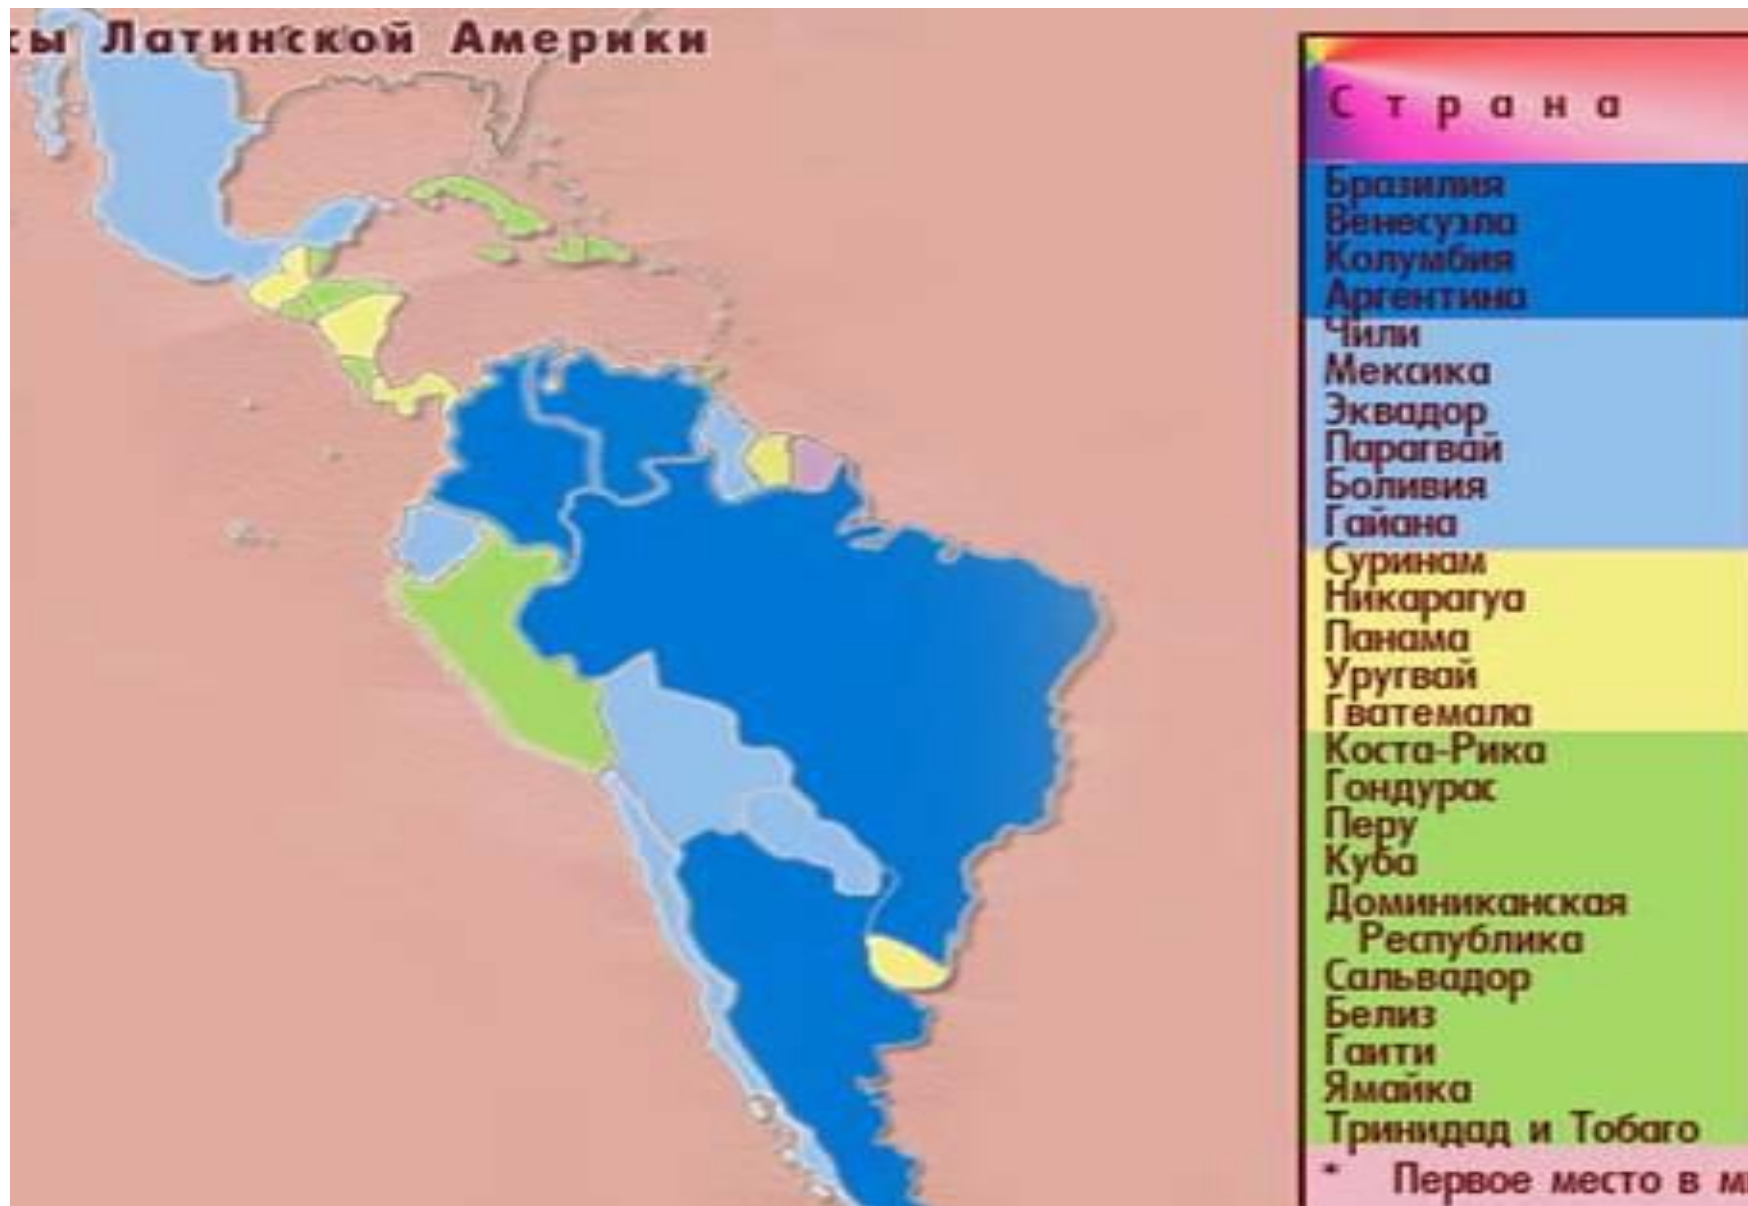 сы Латинской Америки
Страна
Бразилия
Венесуэла
Колумбия
Аргентина
Чили
Мексика
Эквадор
Парагвай
Боливия
Гайана
Суринам
Никарагуа
Панама
Уругвай
Гватемала
Коста-Рика
Гондурас
Перу
Куба
Доминиканская
Республика
Сальвадор
Белиз
Гаити
Ямайка
Тринидад и Тобаго
* Первое место в